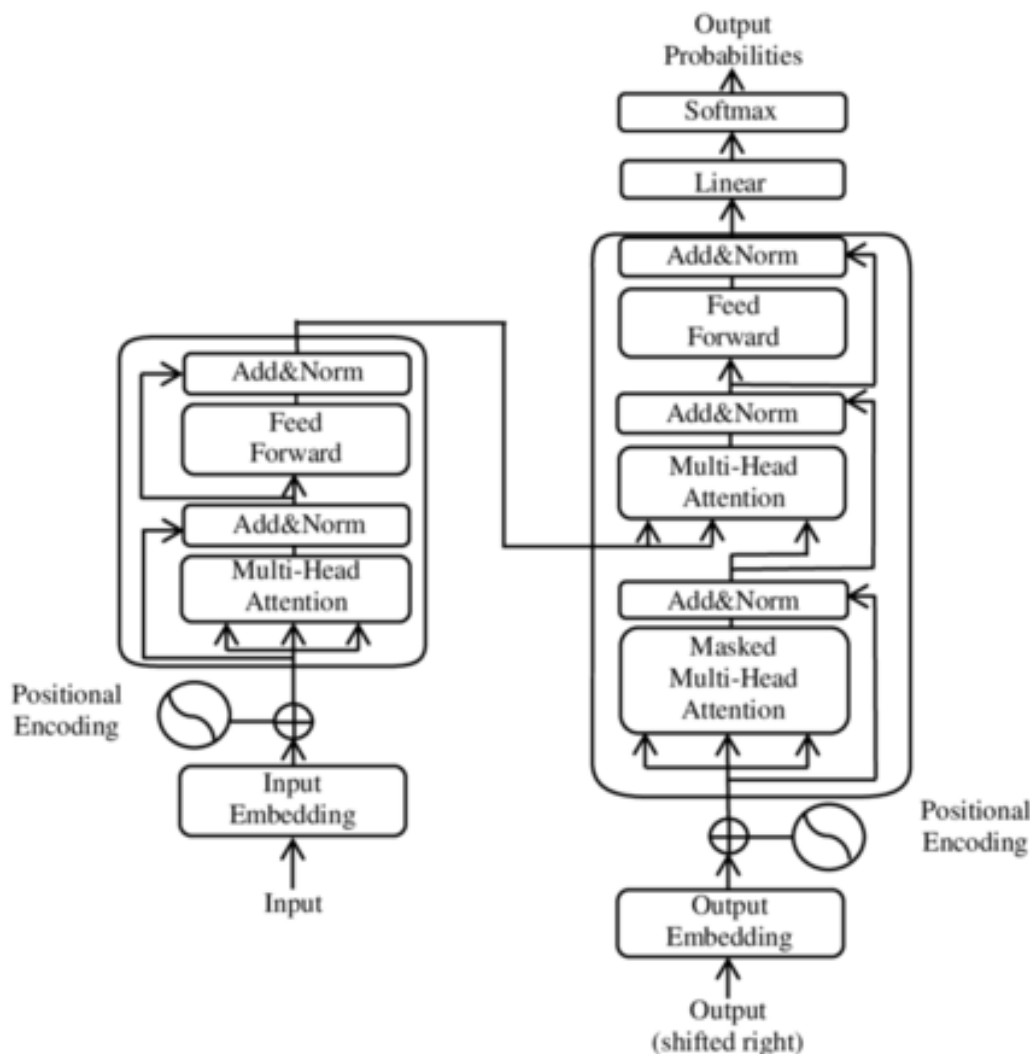 Output
Probabilities
Softmax
Linear
Add&Norm
Feed
Forward
Add&Norm
Multi-Head
Attention
Add&Norm
Masked
Multi-Head
Attention
Positional
Encoding
Output
Embedding
Output
(shifted right)
Add&Norm
Feed
Forward
Add&Norm
Multi-Head
Attention
Positional
Encoding
Input
Embedding
Input